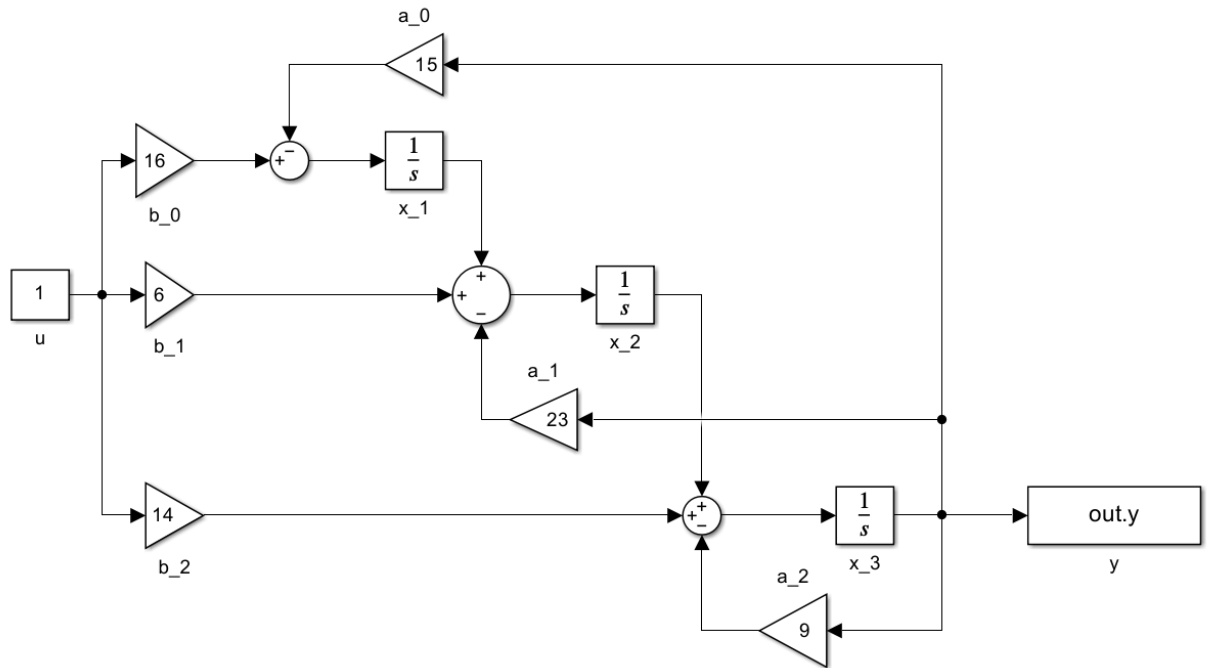 a_0
15
16
+
−
1
s
b_0
x_1
1
u
6
b_1
+
+
−
1
s
x_2
a_1
23
14
b_2
+
+
−
1
s
x_3
out.y
y
a_2
9